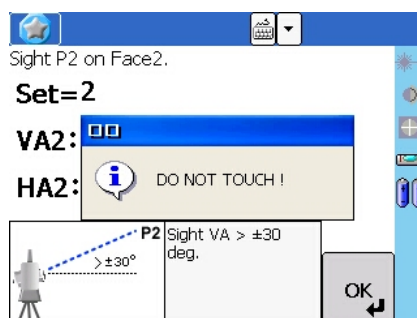 Sight P2 on Face2.
Set=2
VA2:
DO NOT TOUCH !
HA2:
P2
>±30°
Sight VA > ±30
deg.
OK